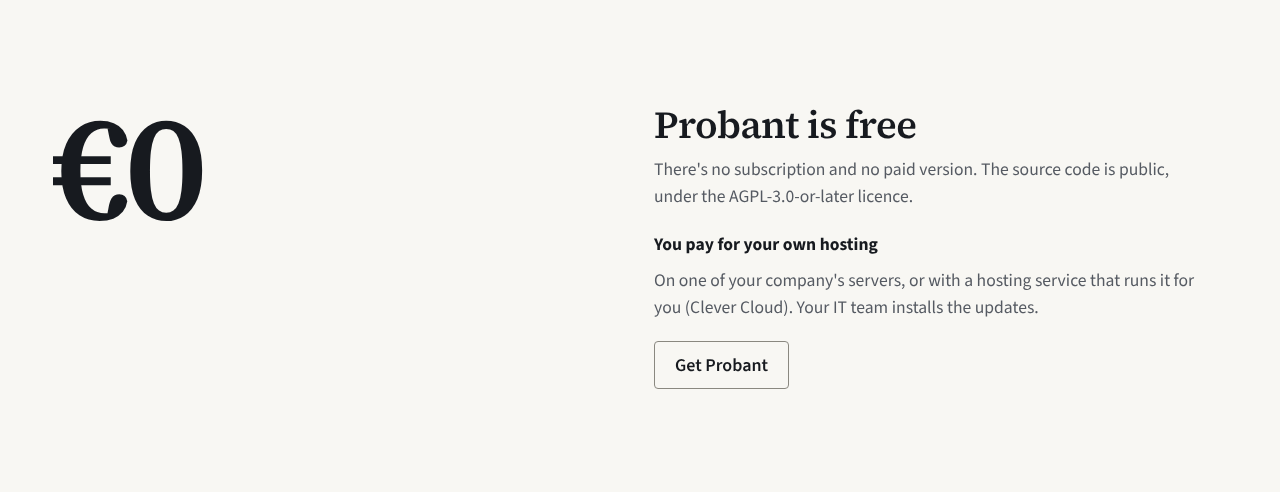 €0
Probant is free
There's no subscription and no paid version. The source code is public,
under the AGPL-3.0-or-later licence.
You pay for your own hosting
On one of your company's servers, or with a hosting service that runs it for
you (Clever Cloud). Your IT team installs the updates.
Get Probant